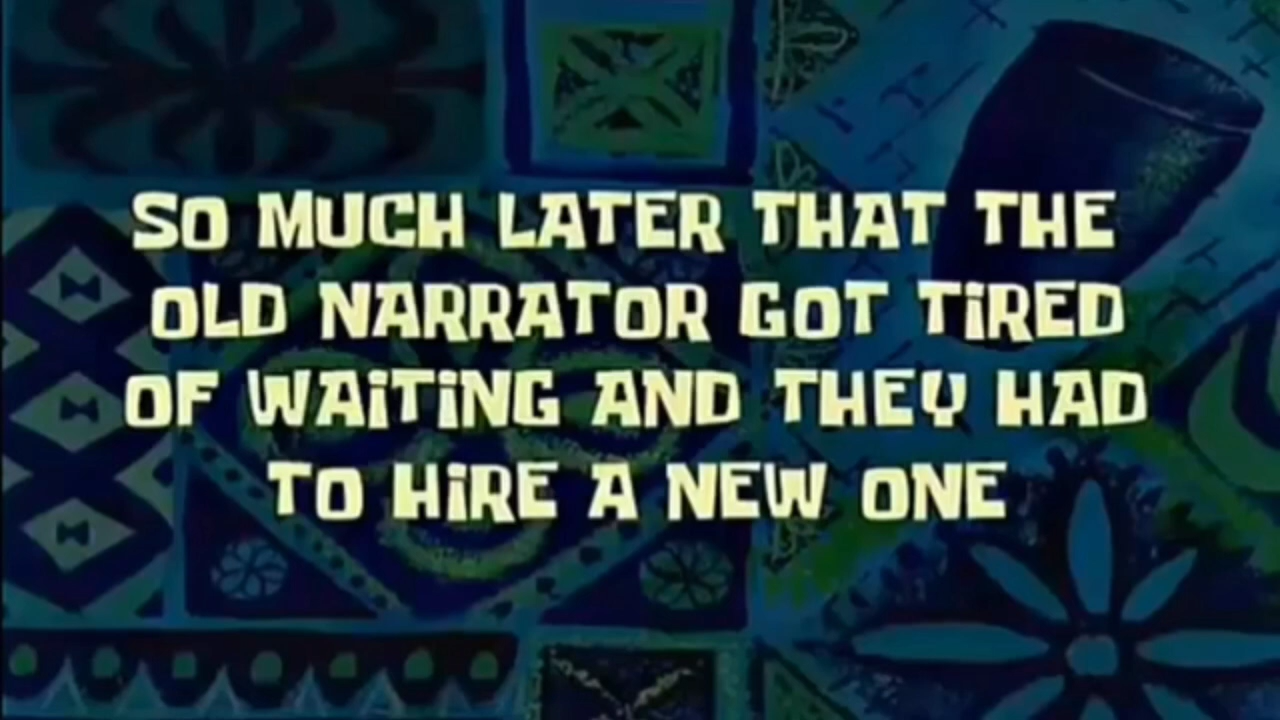 SO MUCH LATER THAT THE
OLD NARRATOR GOT TiRED
OF WAiTiNG AND THEY HAD
TO HiRE A NEW ONE